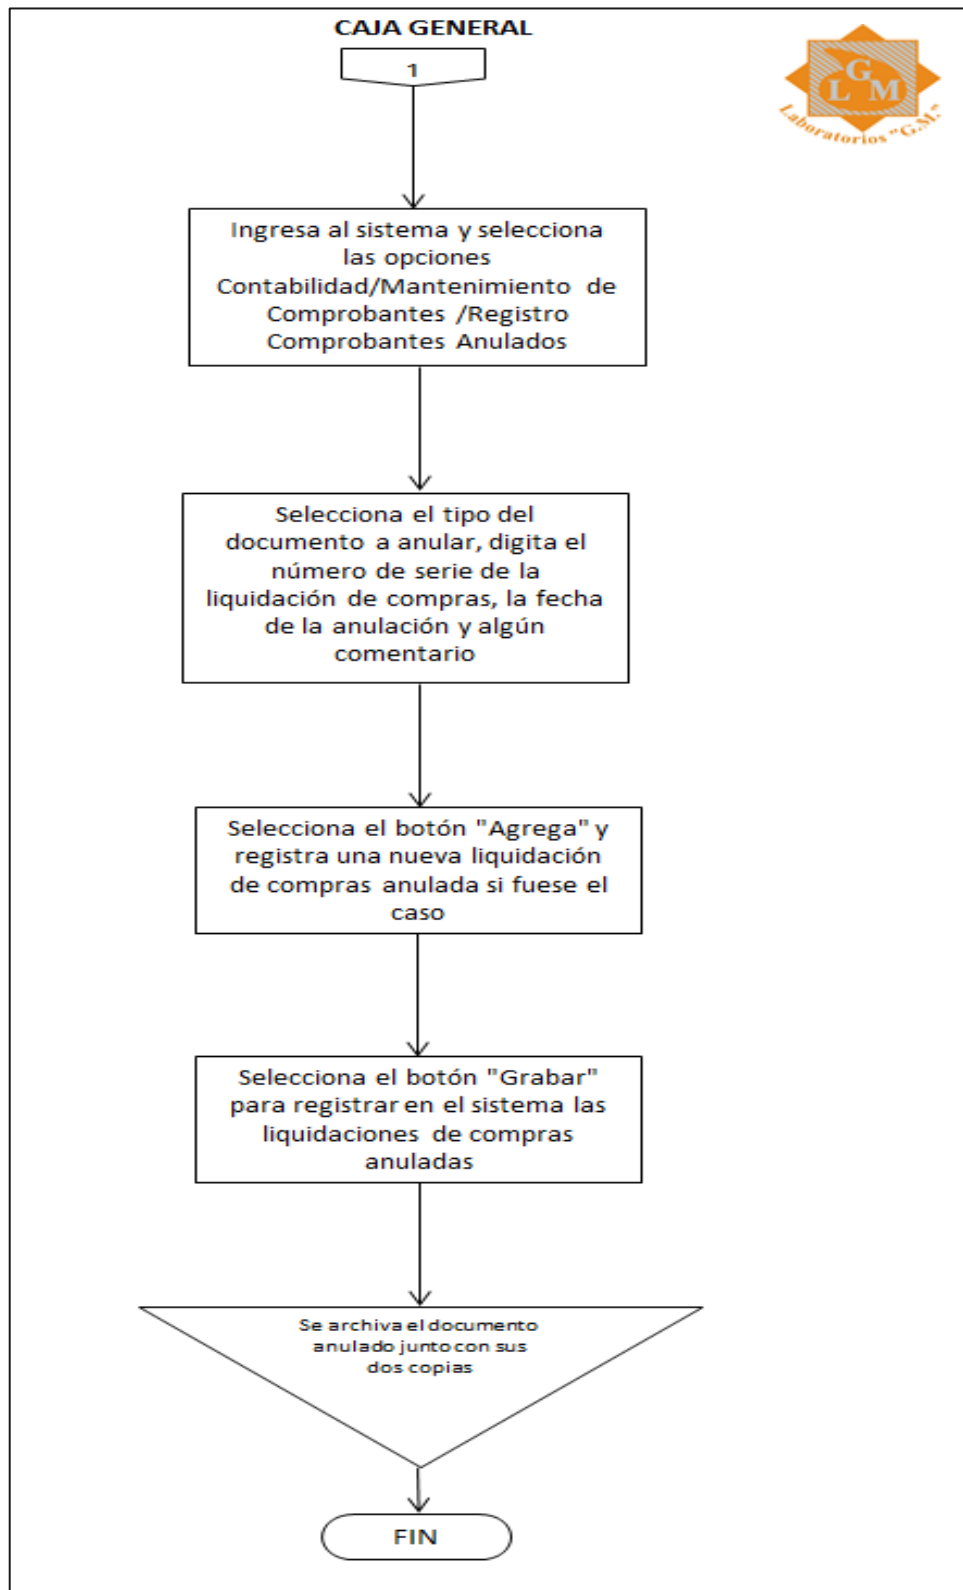 CAJA GENERAL
1
G
L M
Laboratorios "G.M."
Ingresa al sistema y selecciona
las opciones
Contabilidad/Mantenimiento de
Comprobantes /Registro
Comprobantes Anulados
Selecciona el tipo del
documento a anular, digita el
número de serie de la
liquidación de compras, la fecha
de la anulación y algún
comentario
Selecciona el botón "Agrega" y
registra una nueva liquidación
de compras anulada si fuese el
caso
Selecciona el botón "Grabar"
para registrar en el sistema las
liquidaciones de compras
anuladas
Se archiva el documento
anulado junto con sus
dos copias
FIN